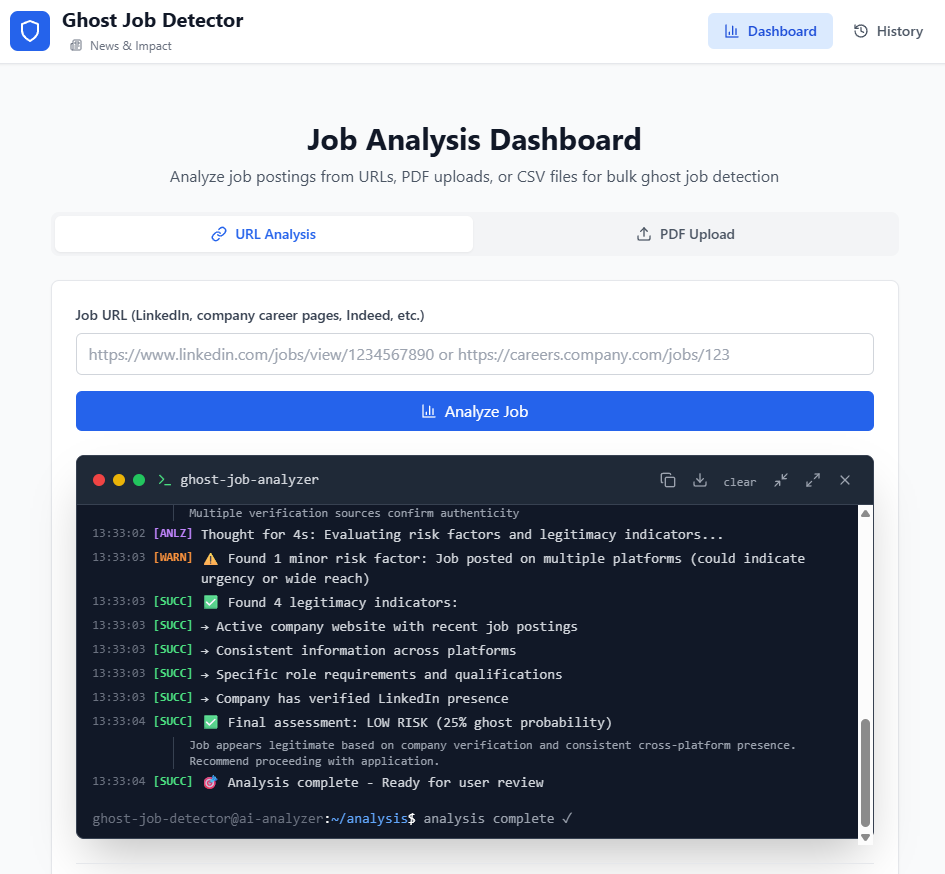 Ghost Job Detector
News & Impact
Dashboard
History
Job Analysis Dashboard
Analyze job postings from URLs, PDF uploads, or CSV files for bulk ghost job detection
URL Analysis
PDF Upload
Job URL (LinkedIn, company career pages, Indeed, etc.)
https://www.linkedin.com/jobs/view/1234567890 or https://careers.company.com/jobs/123
Analyze Job
>_ ghost-job-analyzer
clear
Multiple verification sources confirm authenticity
13:33:02 [ANLZ] Thought for 4s: Evaluating risk factors and legitimacy indicators...
13:33:03 [WARN] ⚠️ Found 1 minor risk factor: Job posted on multiple platforms (could indicate
urgency or wide reach)
13:33:03 [SUCC] ✅ Found 4 legitimacy indicators:
13:33:03 [SUCC] → Active company website with recent job postings
13:33:03 [SUCC] → Consistent information across platforms
13:33:03 [SUCC] → Specific role requirements and qualifications
13:33:03 [SUCC] → Company has verified LinkedIn presence
13:33:04 [SUCC] ✅ Final assessment: LOW RISK (25% ghost probability)
Job appears legitimate based on company verification and consistent cross-platform presence.
Recommend proceeding with application.
13:33:04 [SUCC] 🎯 Analysis complete - Ready for user review
ghost-job-detector@ai-analyzer:~/analysis$ analysis complete ✓